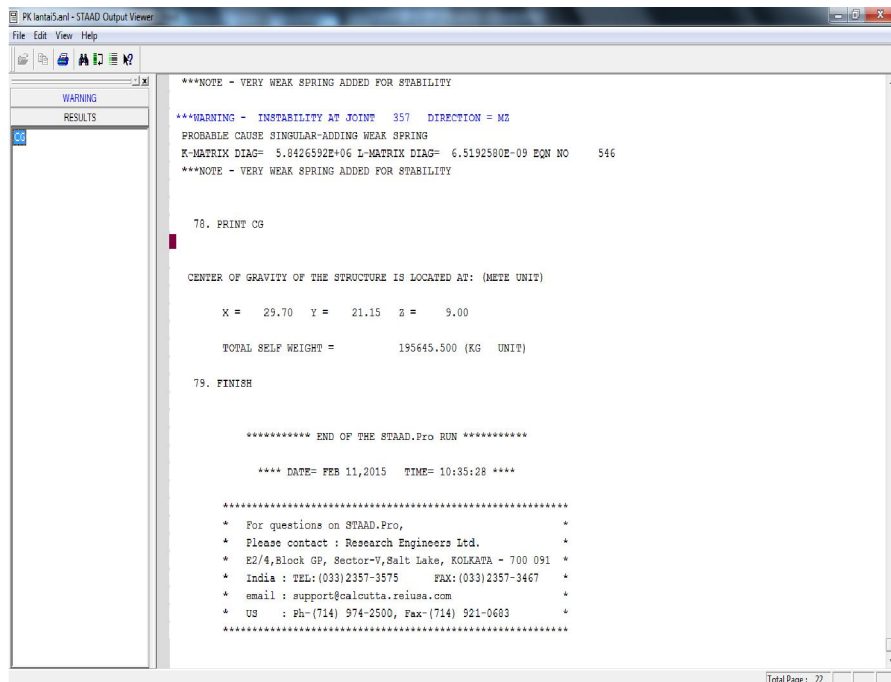 PK lantai5.anl - STAAD Output Viewer
File Edit View Help
WARNING
RESULTS
CG
***NOTE - VERY WEAK SPRING ADDED FOR STABILITY
***WARNING - INSTABILITY AT JOINT 357 DIRECTION = MZ
PROBABLE CAUSE SINGULAR-ADDING WEAK SPRING
K-MATRIX DIAG= 5.8426592E+06 L-MATRIX DIAG= 6.5192580E-09 EQN NO 546
***NOTE - VERY WEAK SPRING ADDED FOR STABILITY
78. PRINT CG
CENTER OF GRAVITY OF THE STRUCTURE IS LOCATED AT: (METE UNIT)
X = 29.70 Y = 21.15 Z = 9.00
TOTAL SELF WEIGHT = 195645.500 (KG UNIT)
79. FINISH
*********** END OF THE STAAD.Pro RUN ***********
**** DATE= FEB 11,2015 TIME= 10:35:28 ****
************************************************************
* For questions on STAAD.Pro, *
* Please contact : Research Engineers Ltd. *
* E2/4,Block GP, Sector-V,Salt Lake, KOLKATA - 700 091 *
* India : TEL:(033)2357-3575 FAX:(033)2357-3467 *
* email : support@calcutta.reiusa.com *
* US : Ph-(714) 974-2500, Fax-(714) 921-0683 *
************************************************************
Total Page : 22